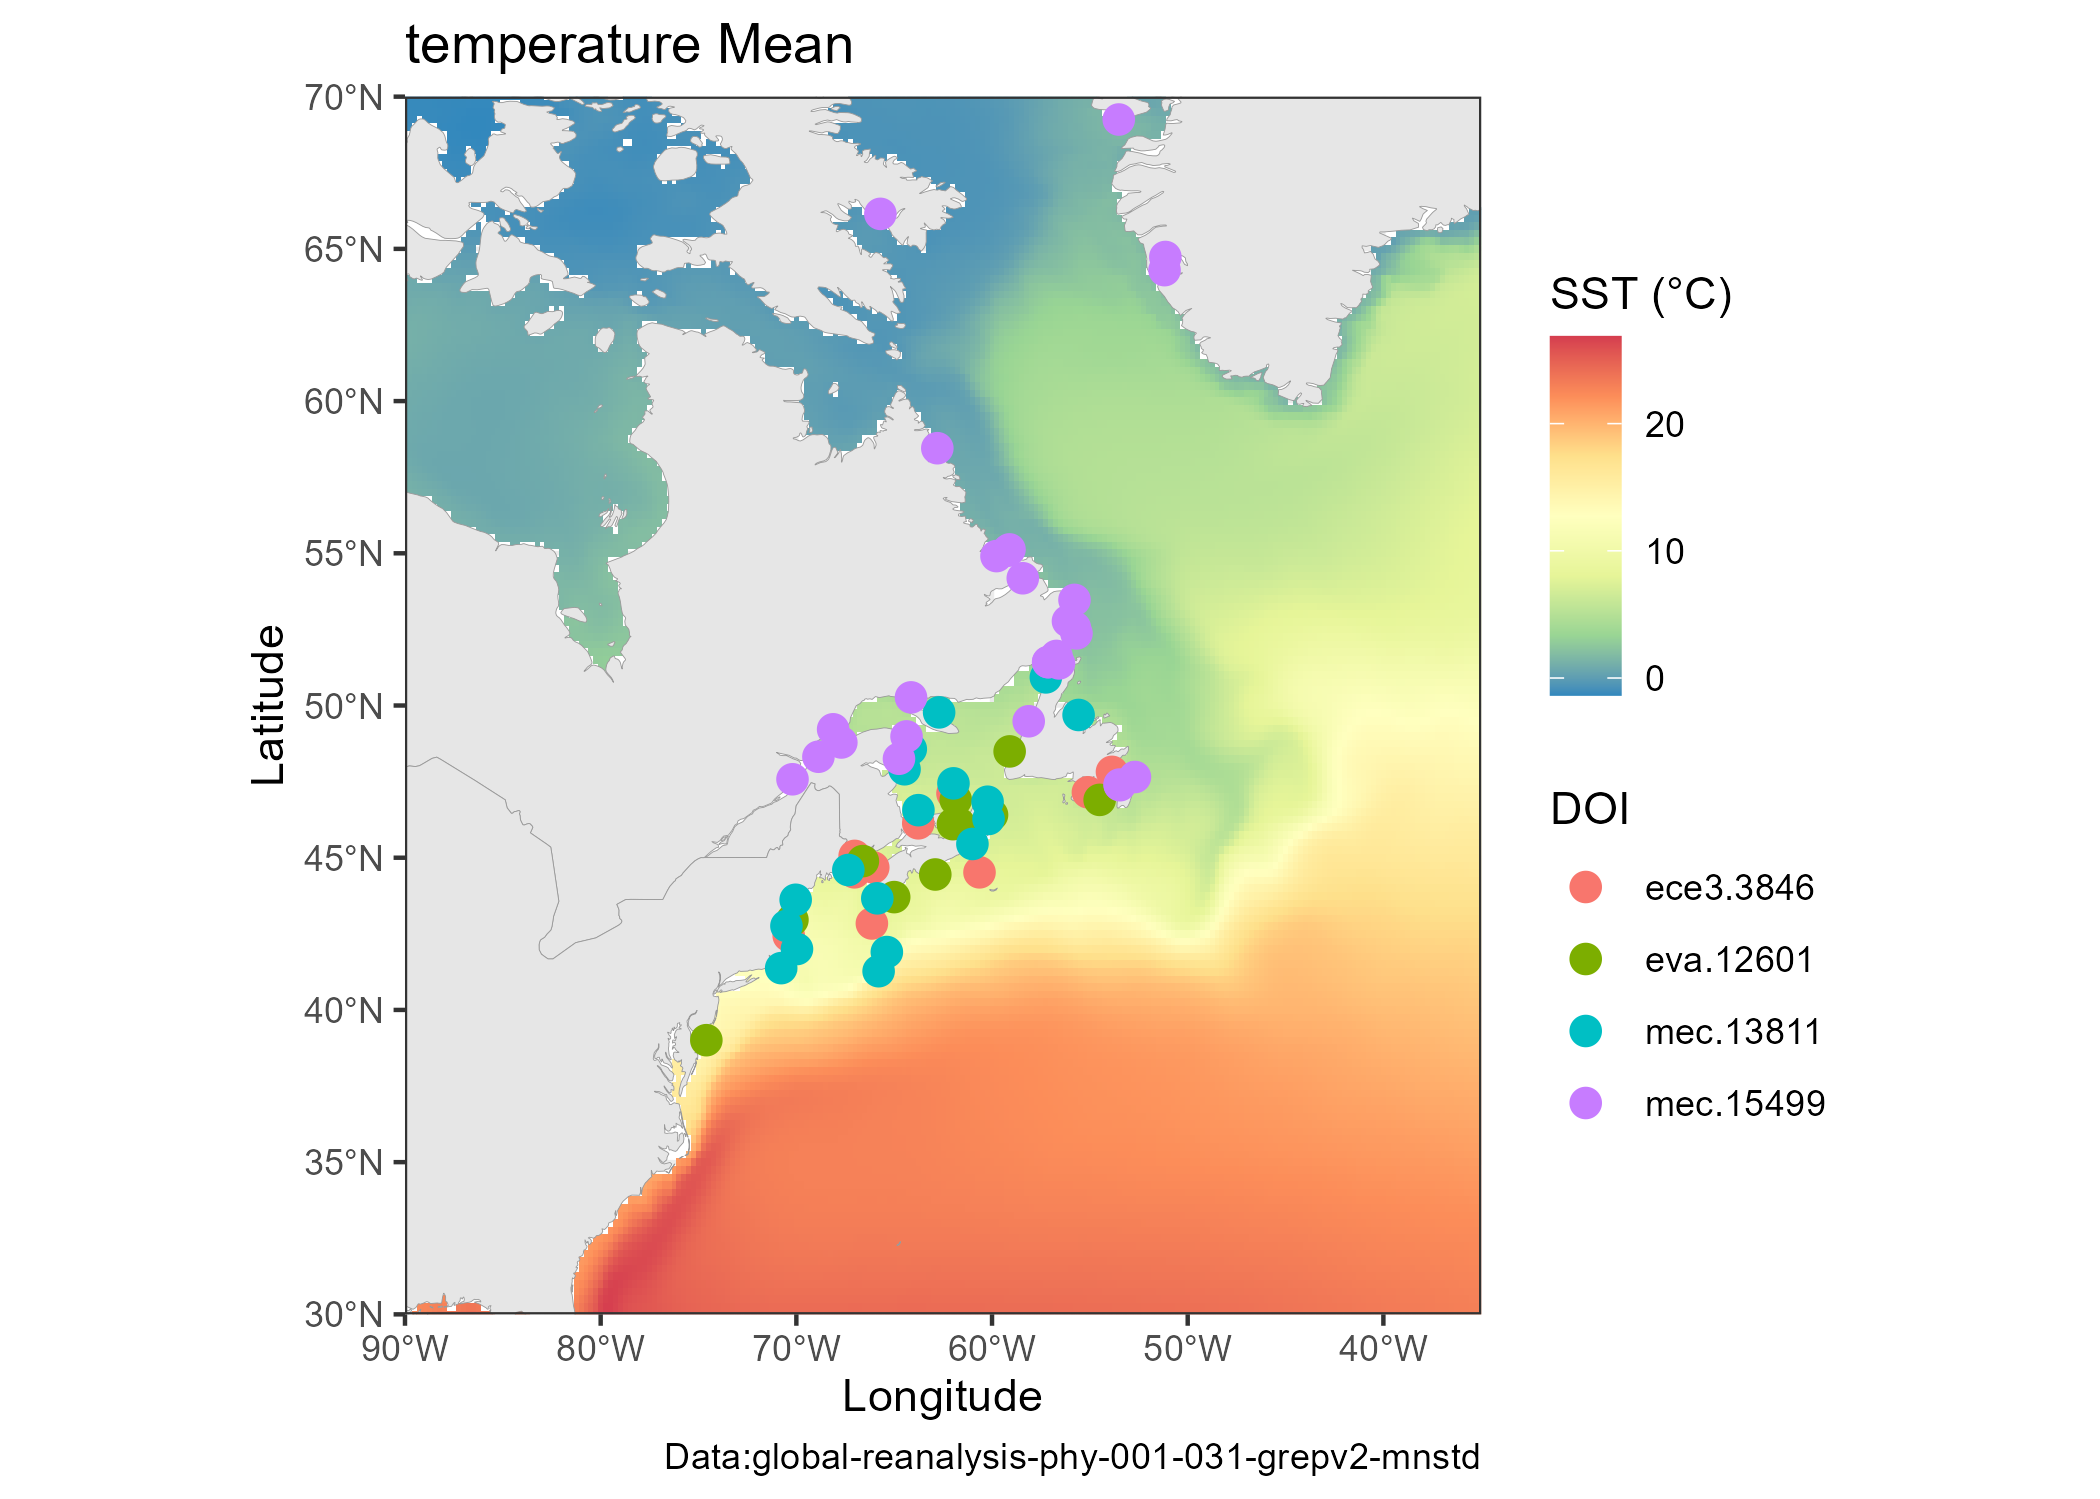 temperature Mean
70°N
65°N
60°N
55°N
50°N
45°N
40°N
35°N
30°N
Latitude
90°W
80°W
70°W
60°W
50°W
40°W
Longitude
Data:global-reanalysis-phy-001-031-grepv2-mnstd
SST (°C)
20
10
0
DOI
ece3.3846
eva.12601
mec.13811
mec.15499